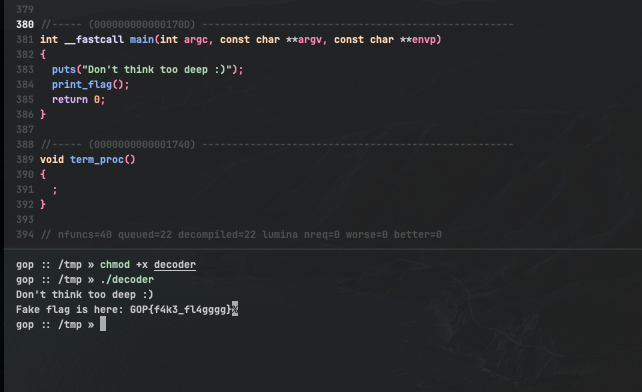 379
380 //----- (000000000000170D) --------------------------------------------------
381 int __fastcall main(int argc, const char **argv, const char **envp)
382 {
383   puts("Don't think too deep :)");
384   print_flag();
385   return 0;
386 }
387
388 //----- (0000000000001740) --------------------------------------------------
389 void term_proc()
390 {
391   ;
392 }
393
394 // nfuncs=40 queued=22 decompiled=22 lumina nreq=0 worse=0 better=0
gop :: /tmp » chmod +x decoder
gop :: /tmp » ./decoder
Don't think too deep :)
Fake flag is here: GOP{f4k3_fl4gggg}%
gop :: /tmp »